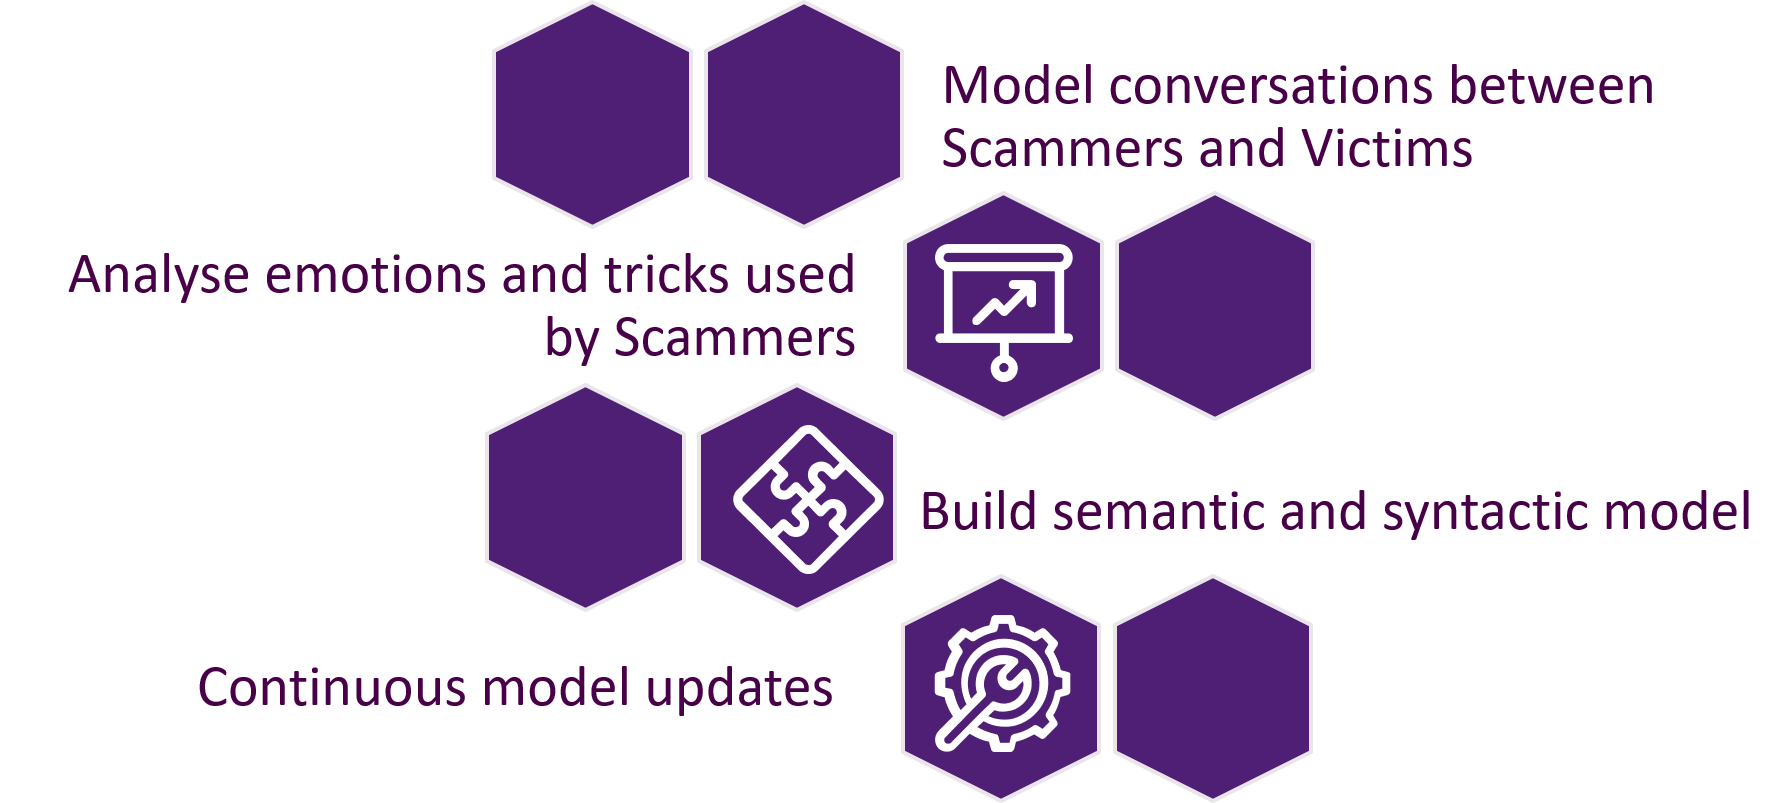 Model conversations between
Scammers and Victims
Analyse emotions and tricks used
by Scammers
Build semantic and syntactic model
Continuous model updates